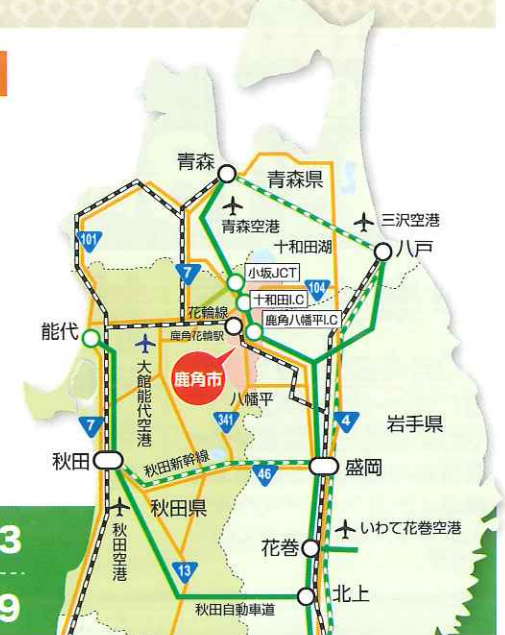 青森
青森県
青森空港
三沢空港
十和田湖
八戸
101
7
小坂JCT
十和田I.C
104
鹿角八幡平I.C
花輪線
鹿角花輪駅
能代
大館能代空港
鹿角市
八幡平
7
341
4
岩手県
秋田
秋田新幹線
46
盛岡
秋田県
秋田空港
いわて花巻空港
花巻
13
北上
秋田自動車道
3
9